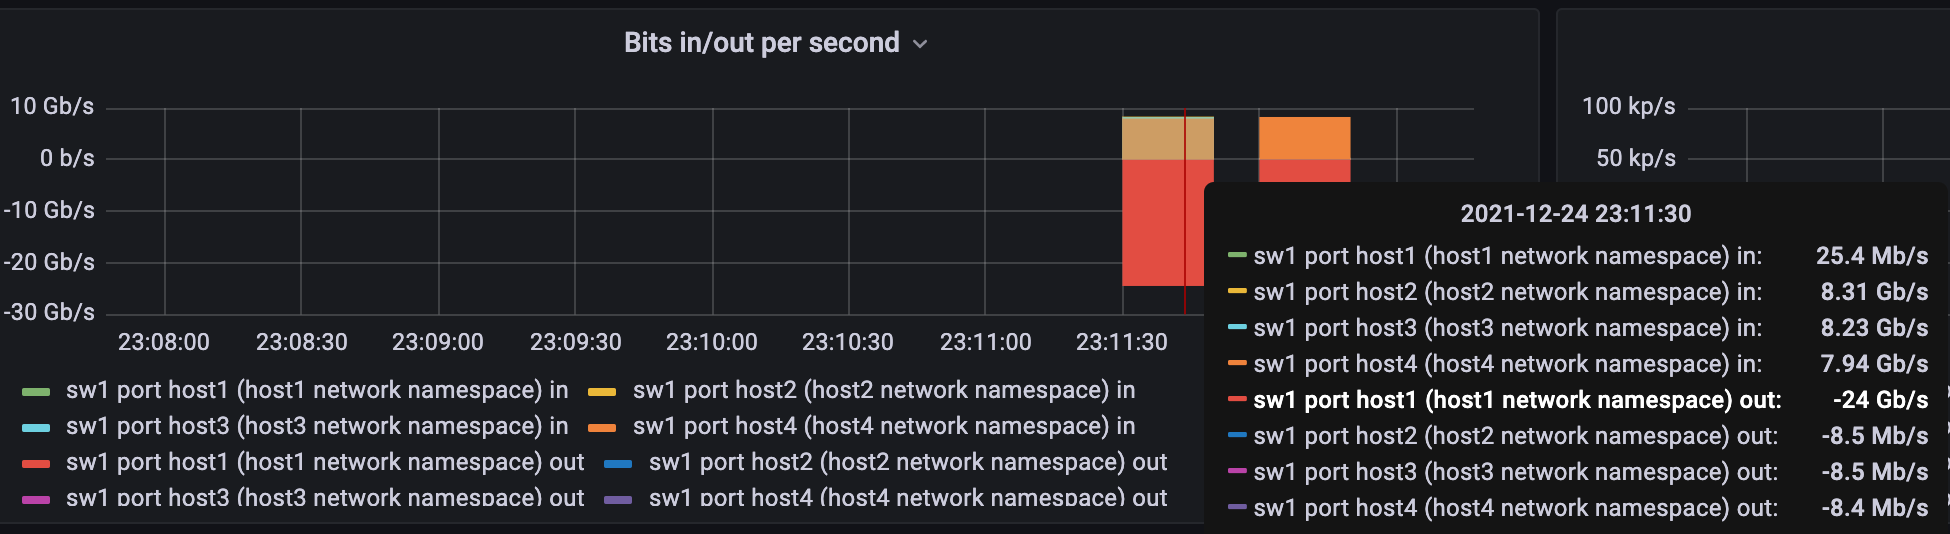 Bits in/out per second
10 Gb/s
0 b/s
-10 Gb/s
-20 Gb/s
-30 Gb/s
23:08:00 23:08:30 23:09:00 23:09:30 23:10:00 23:10:30 23:11:00 23:11:30
sw1 port host1 (host1 network namespace) in sw1 port host2 (host2 network namespace) in
sw1 port host3 (host3 network namespace) in sw1 port host4 (host4 network namespace) in
sw1 port host1 (host1 network namespace) out sw1 port host2 (host2 network namespace) out
sw1 port host3 (host3 network namespace) out sw1 port host4 (host4 network namespace) out
100 kp/s
50 kp/s
2021-12-24 23:11:30
sw1 port host1 (host1 network namespace) in: 25.4 Mb/s
sw1 port host2 (host2 network namespace) in: 8.31 Gb/s
sw1 port host3 (host3 network namespace) in: 8.23 Gb/s
sw1 port host4 (host4 network namespace) in: 7.94 Gb/s
sw1 port host1 (host1 network namespace) out: -24 Gb/s
sw1 port host2 (host2 network namespace) out: -8.5 Mb/s
sw1 port host3 (host3 network namespace) out: -8.5 Mb/s
sw1 port host4 (host4 network namespace) out: -8.4 Mb/s